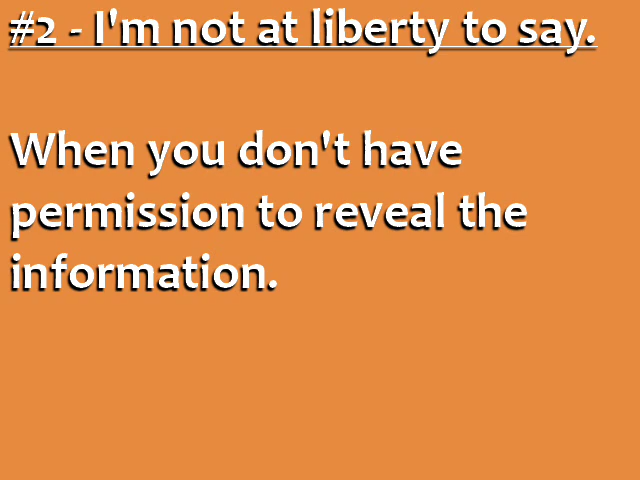 #2 - I'm not at liberty to say.
When you don't have
permission to reveal the
information.